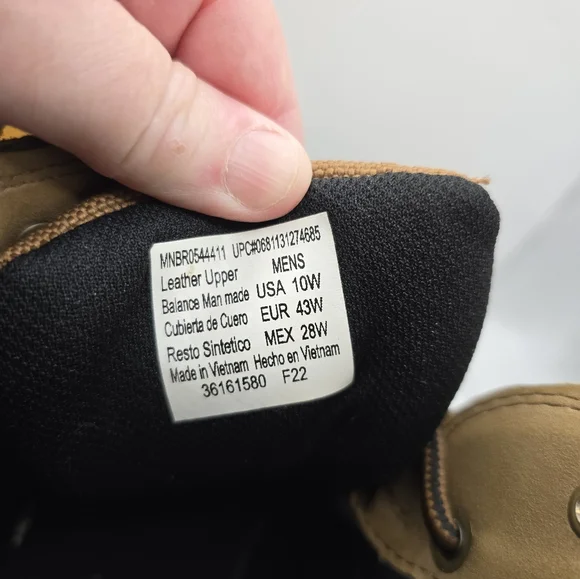 MNBR0544411 UPC#0681131274685
Leather Upper MENS
Balance Man made USA 10W
Cubierta de Cuero EUR 43W
Resto Sintetico MEX 28W
Made in Vietnam Hecho en Vietnam
36161580 F22